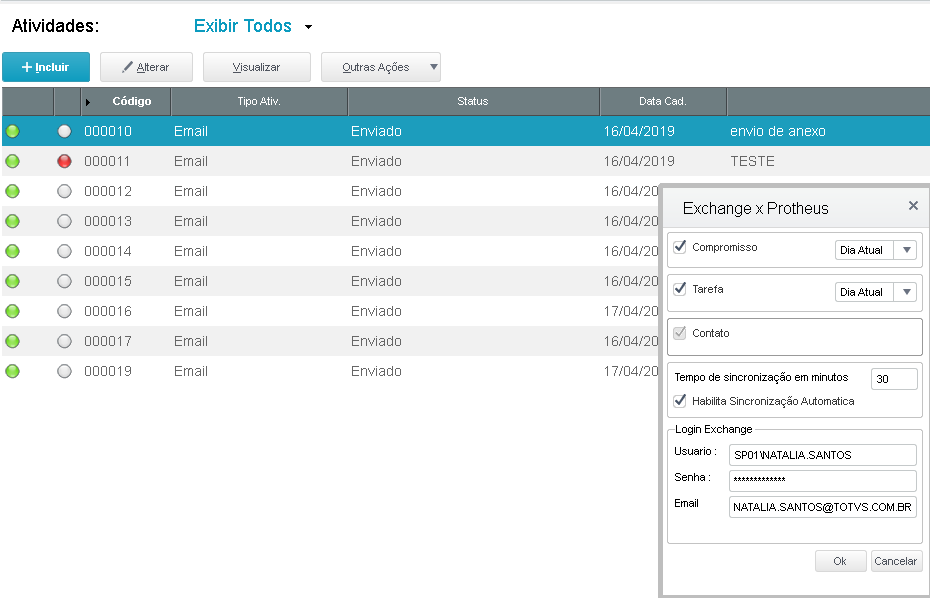 Atividades: Exibir Todos
Incluir Alterar Visualizar Outras Ações
Código Tipo Ativ. Status Data Cad.
000010 Email Enviado 16/04/2019 envio de anexo
000011 Email Enviado 16/04/2019 TESTE
000012 Email Enviado 16/04/20
000013 Email Enviado 16/04/20
000014 Email Enviado 16/04/20
000015 Email Enviado 16/04/20
000016 Email Enviado 17/04/20
000017 Email Enviado 16/04/20
000019 Email Enviado 17/04/20
Exchange x Protheus
Compromisso Dia Atual
Tarefa Dia Atual
Contato
Tempo de sincronização em minutos 30
Habilita Sincronização Automatica
Login Exchange
Usuario : SP01\NATALIA.SANTOS
Senha : *************
Email NATALIA.SANTOS@TOTVS.COM.BR
Ok Cancelar